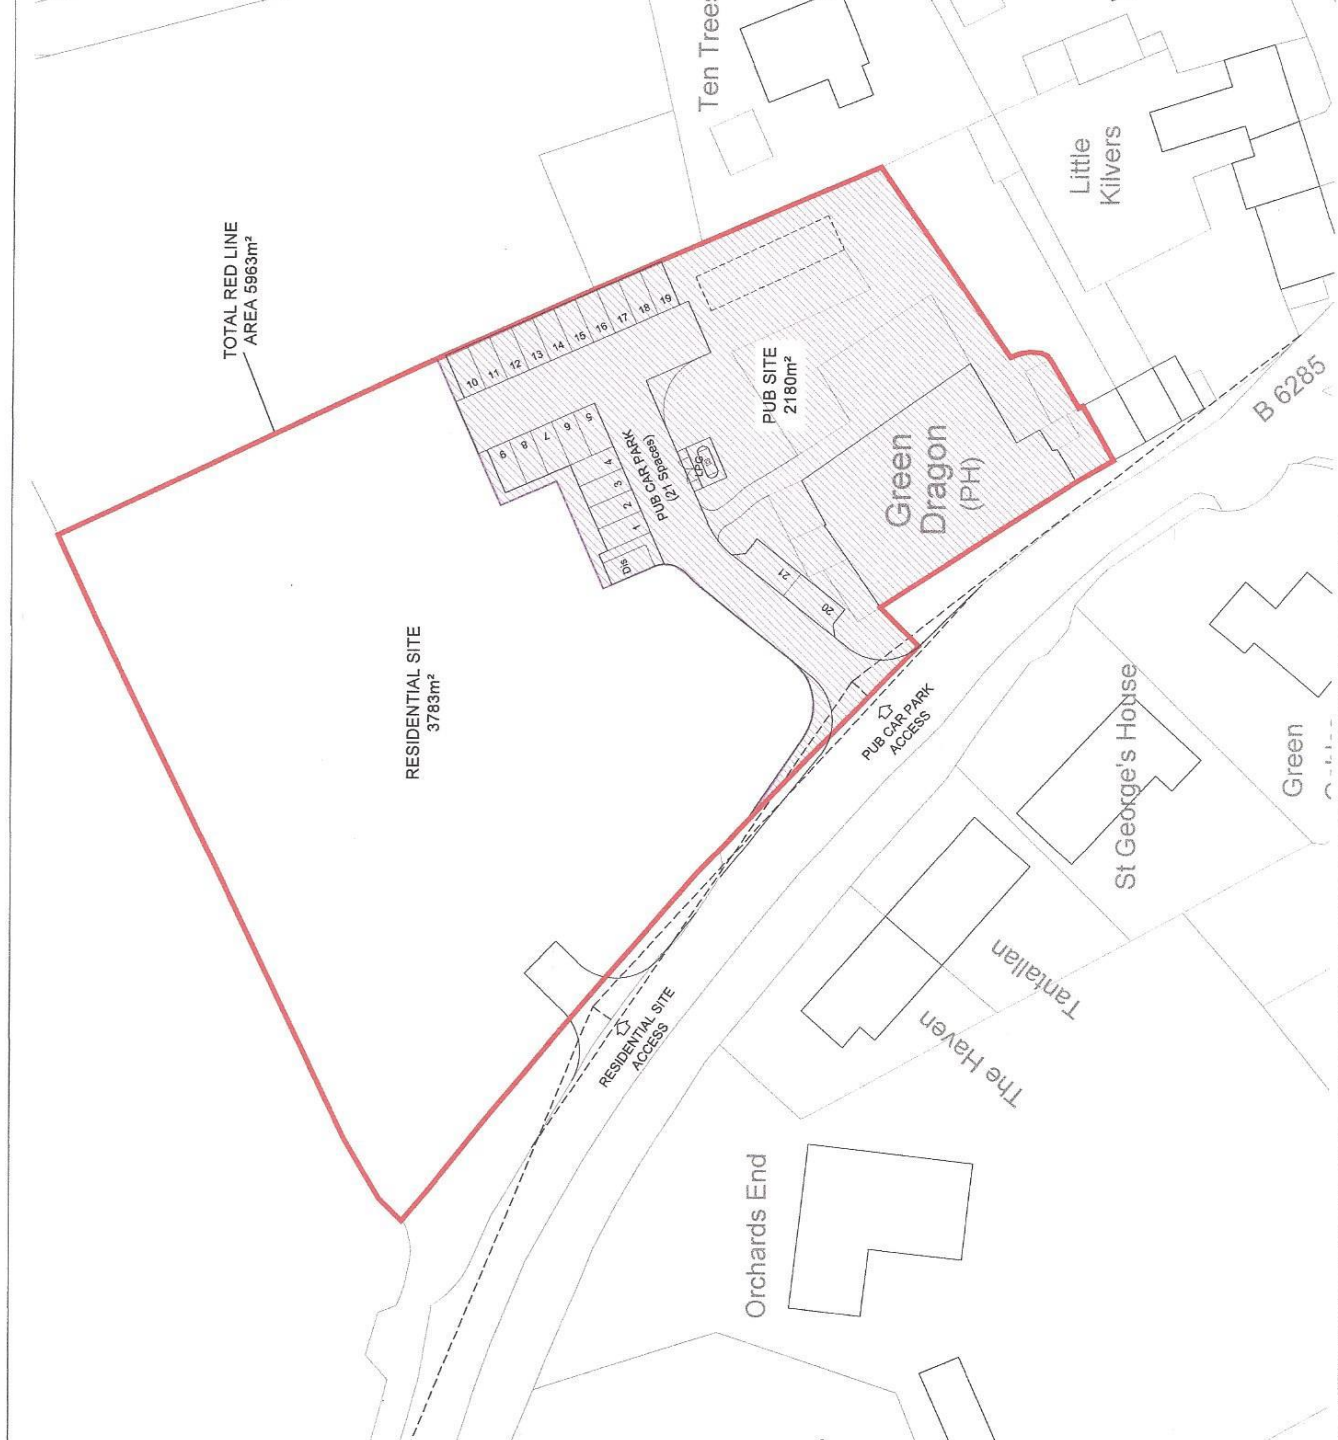 Ten Trees
Little
Kilvers
TOTAL RED LINE
AREA 5963m²
10
11
12
13
14
15
16
17
18
19
9
8
7
6
5
4
3
2
1
Dis
PUB CAR PARK
(21 Spaces)
LPG
PUB SITE
2180m²
Green
Dragon
(PH)
21
20
B 6285
RESIDENTIAL SITE
3783m²
PUB CAR PARK
ACCESS
St George's House
Green
RESIDENTIAL SITE
ACCESS
Tantallan
The Haven
Orchards End